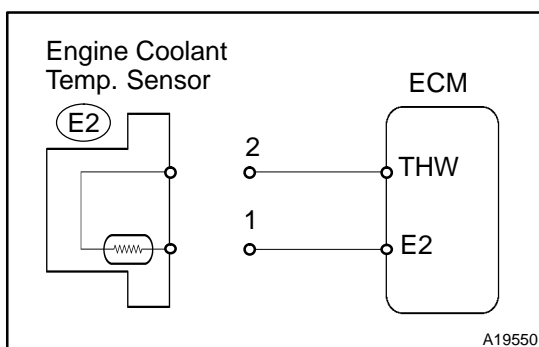 Engine Coolant
Temp. Sensor
ECM
E2
2
THW
1
E2
A19550